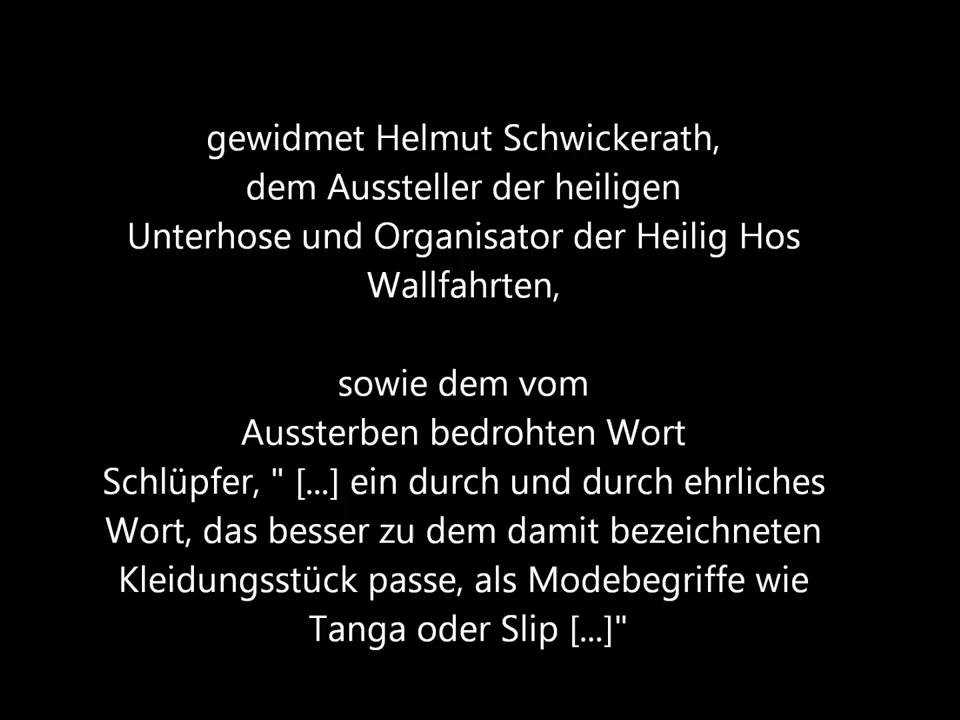 gewidmet Helmut Schwickerath,
dem Aussteller der heiligen
Unterhose und Organisator der Heilig Hos
Wallfahrten,
sowie dem vom
Aussterben bedrohten Wort
Schlüpfer, " [...] ein durch und durch ehrliches
Wort, das besser zu dem damit bezeichneten
Kleidungsstück passe, als Modebegriffe wie
Tanga oder Slip [...]"